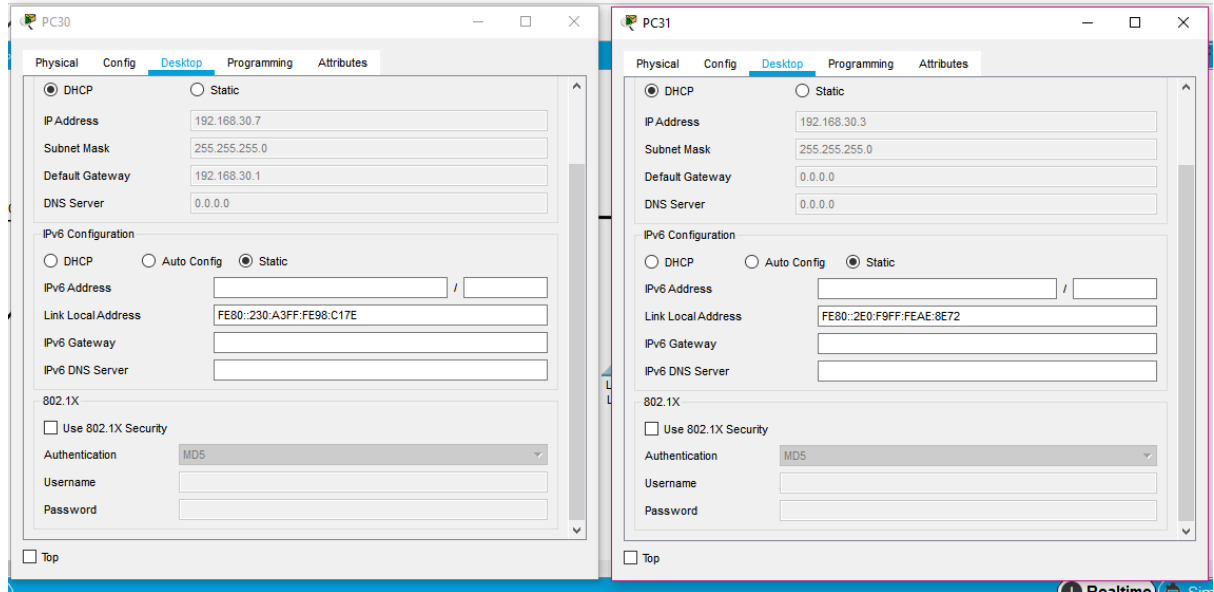 PC30
Physical Config Desktop Programming Attributes
DHCP Static
IP Address 192.168.30.7
Subnet Mask 255.255.255.0
Default Gateway 192.168.30.1
DNS Server 0.0.0.0
IPv6 Configuration
DHCP Auto Config Static
IPv6 Address /
Link Local Address FE80::230:A3FF:FE98:C17E
IPv6 Gateway
IPv6 DNS Server
802.1X
Use 802.1X Security
Authentication MD5
Username
Password
Top
PC31
Physical Config Desktop Programming Attributes
DHCP Static
IP Address 192.168.30.3
Subnet Mask 255.255.255.0
Default Gateway 0.0.0.0
DNS Server 0.0.0.0
IPv6 Configuration
DHCP Auto Config Static
IPv6 Address /
Link Local Address FE80::2E0:F9FF:FEAE:8E72
IPv6 Gateway
IPv6 DNS Server
802.1X
Use 802.1X Security
Authentication MD5
Username
Password
Top
Realtime